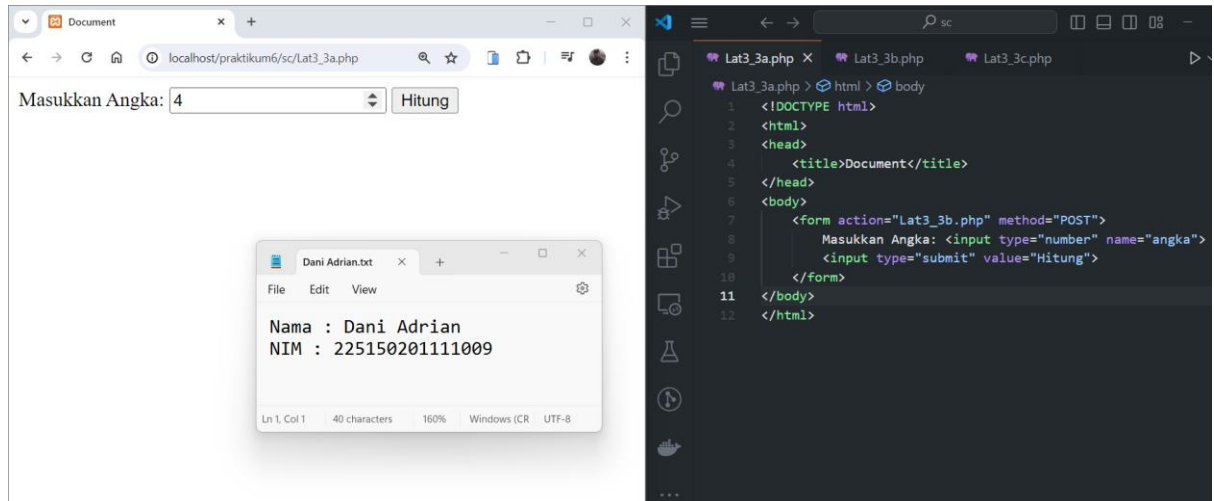 Document
localhost/praktikum6/sc/Lat3_3a.php
Masukkan Angka: 4 Hitung
Dani Adrian.txt
File Edit View
Nama : Dani Adrian
NIM : 225150201111009
Ln 1, Col 1 40 characters 160% Windows (CR UTF-8
sc
Lat3_3a.php Lat3_3b.php Lat3_3c.php
Lat3_3a.php > html > body
1 <!DOCTYPE html>
2 <html>
3 <head>
4 <title>Document</title>
5 </head>
6 <body>
7 <form action="Lat3_3b.php" method="POST">
8 Masukkan Angka: <input type="number" name="angka">
9 <input type="submit" value="Hitung">
10 </form>
11 </body>
12 </html>